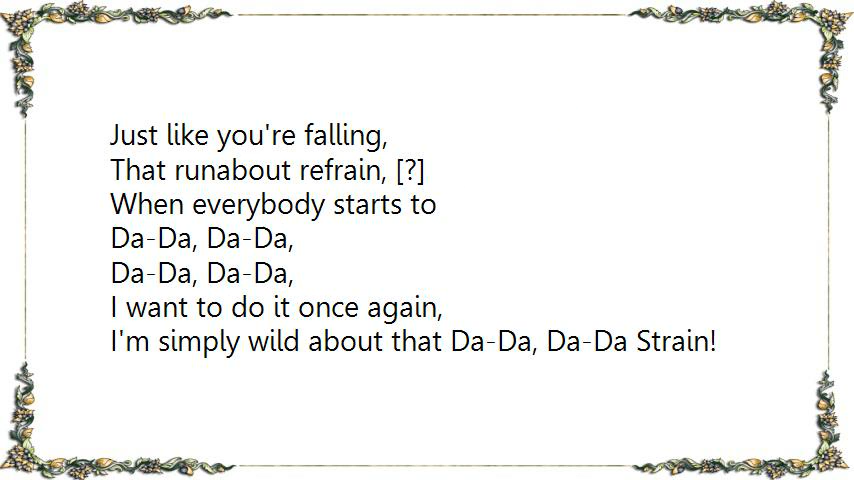 Just like you're falling,
That runabout refrain, [?]
When everybody starts to
Da-Da, Da-Da,
Da-Da, Da-Da,
I want to do it once again,
I'm simply wild about that Da-Da, Da-Da Strain!